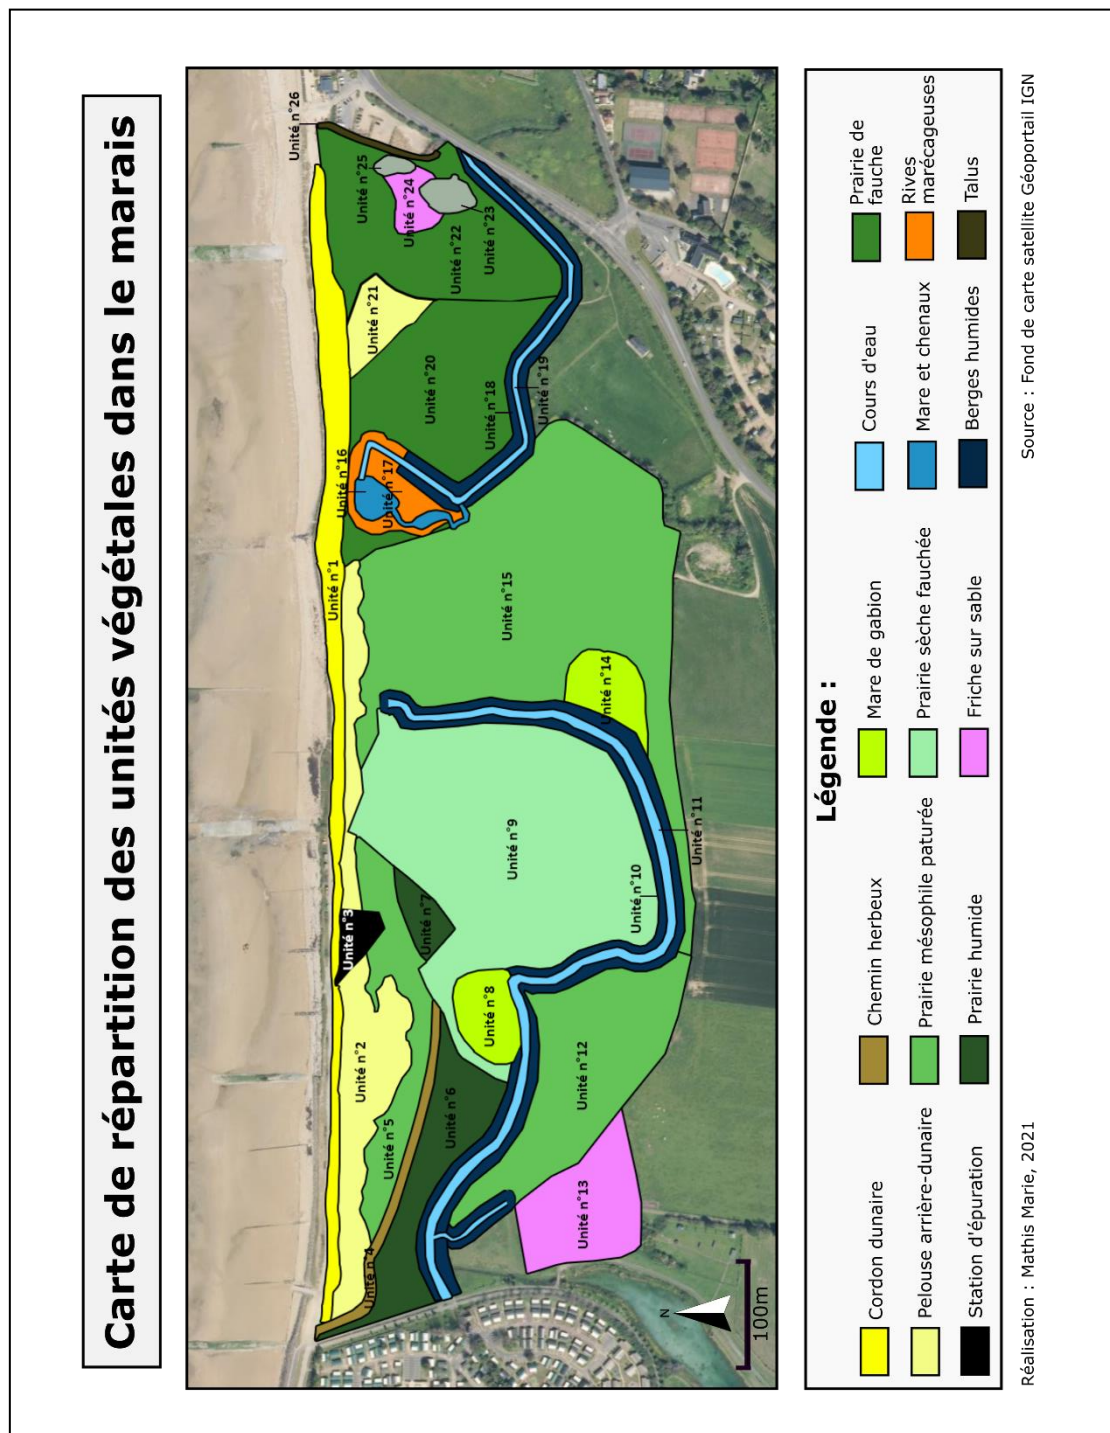 Carte de répartition des unités végétales dans le marais
Unité n°1
Unité n°2
Unité n°3
Unité n°4
Unité n°5
Unité n°6
Unité n°7
Unité n°8
Unité n°9
Unité n°10
Unité n°11
Unité n°12
Unité n°13
Unité n°14
Unité n°15
Unité n°16
Unité n°17
Unité n°18
Unité n°19
Unité n°20
Unité n°21
Unité n°22
Unité n°23
Unité n°24
Unité n°25
Unité n°26
N
100m
Légende :
Cordon dunaire
Pelouse arrière-dunaire
Station d'épuration
Chemin herbeux
Prairie mésophile paturée
Prairie humide
Mare de gabion
Prairie sèche fauchée
Friche sur sable
Cours d'eau
Mare et chenaux
Berges humides
Prairie de
fauche
Rives
marécageuses
Talus
Réalisation : Mathis Marie, 2021
Source : Fond de carte satellite Géoportail IGN